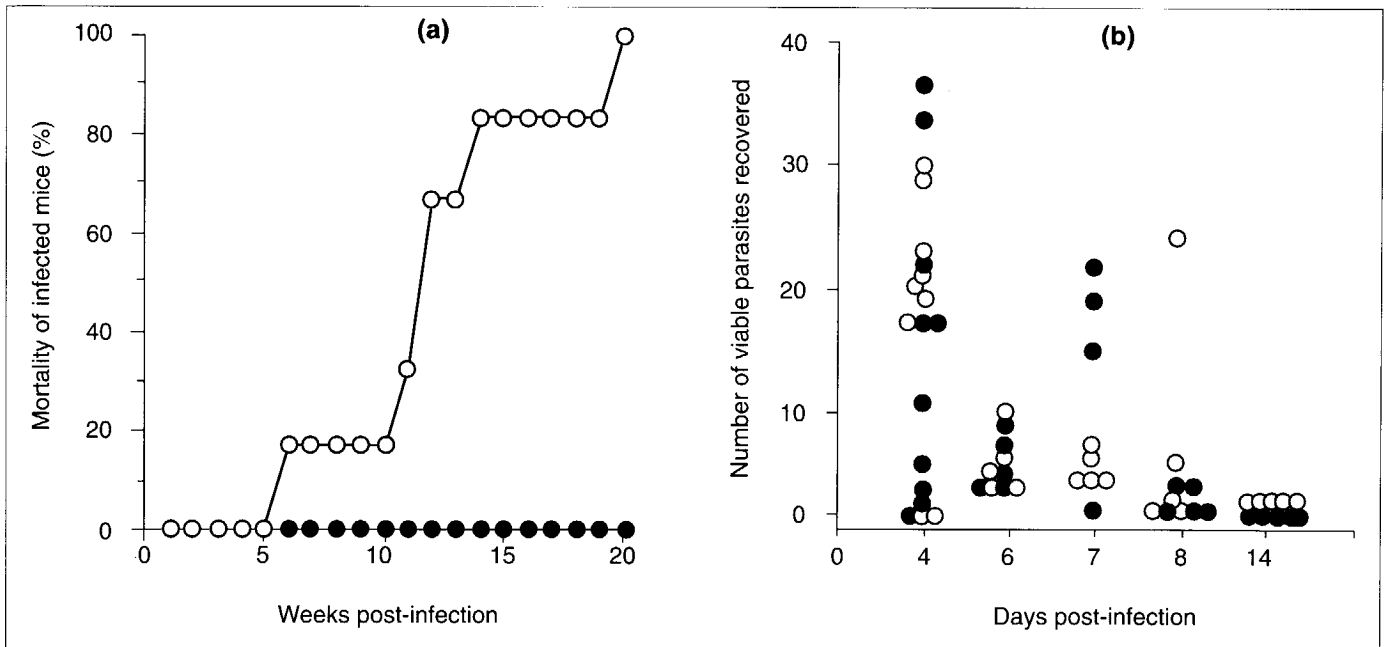 (a)
Mortality of infected mice (%)
100
80
60
40
20
0
0 5 10 15 20
Weeks post-infection
(b)
Number of viable parasites recovered
40
30
20
10
0
0 4 6 7 8 14
Days post-infection